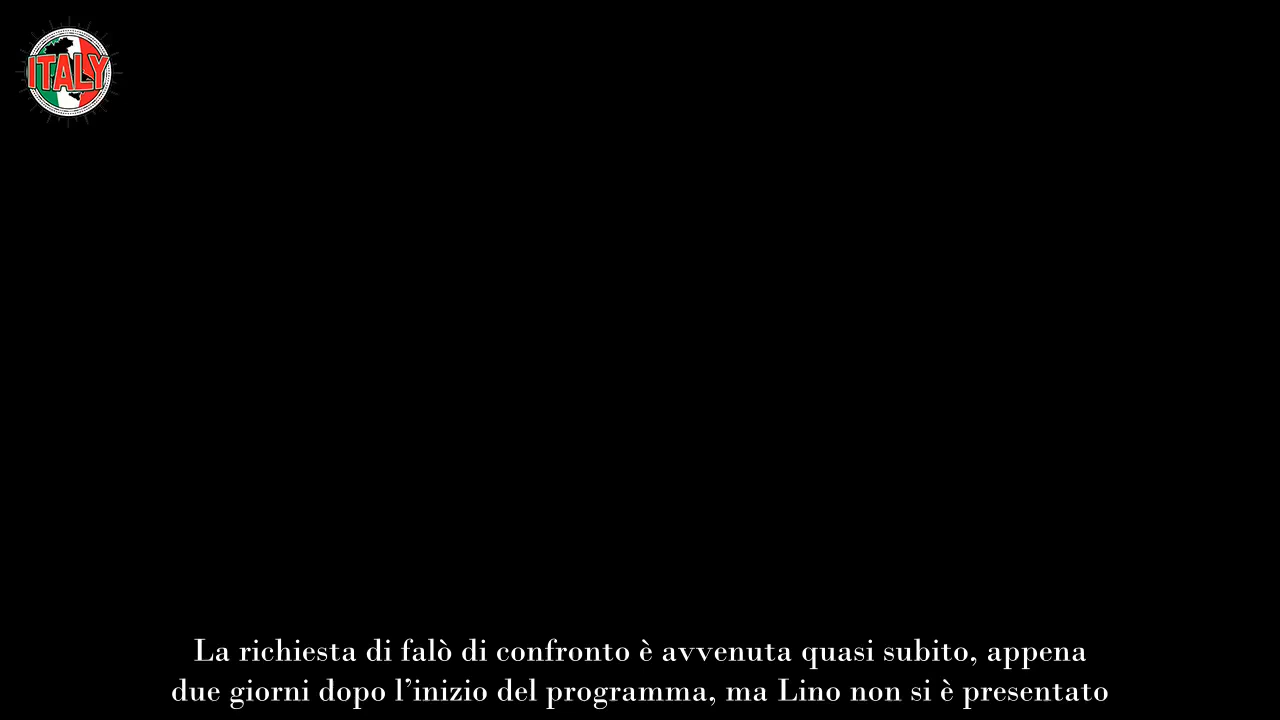 ITALY
La richiesta di falò di confronto è avvenuta quasi subito, appena
due giorni dopo l’inizio del programma, ma Lino non si è presentato